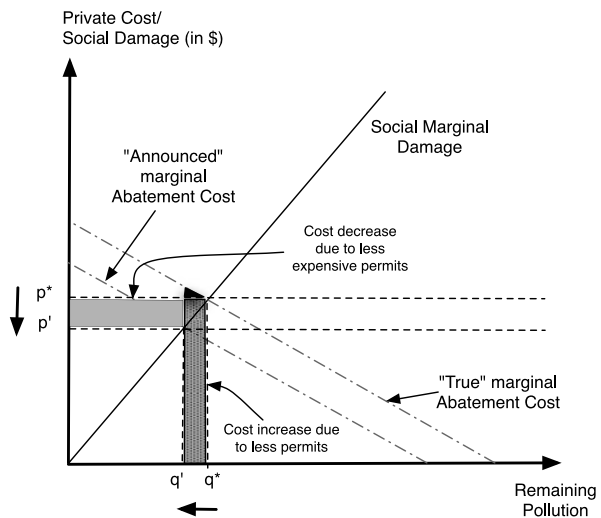 Private Cost/
Social Damage (in $)
Social Marginal
Damage
"Announced"
marginal
Abatement Cost
Cost decrease
due to less
expensive permits
p*
p'
"True" marginal
Abatement Cost
Cost increase due
to less permits
q'
q*
Remaining
Pollution